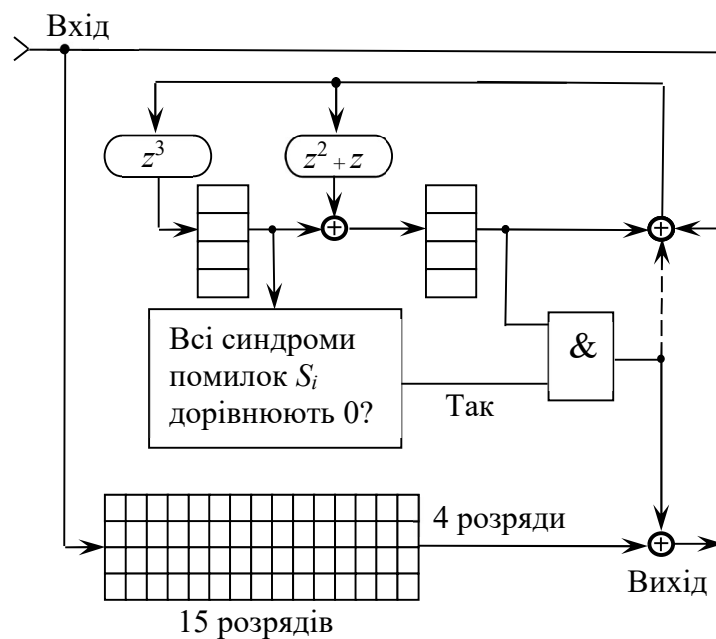 Вхід
z³
z² + z
Всі синдроми
помилок Sᵢ
дорівнюють 0?
&
Так
4 розряди
Вихід
15 розрядів